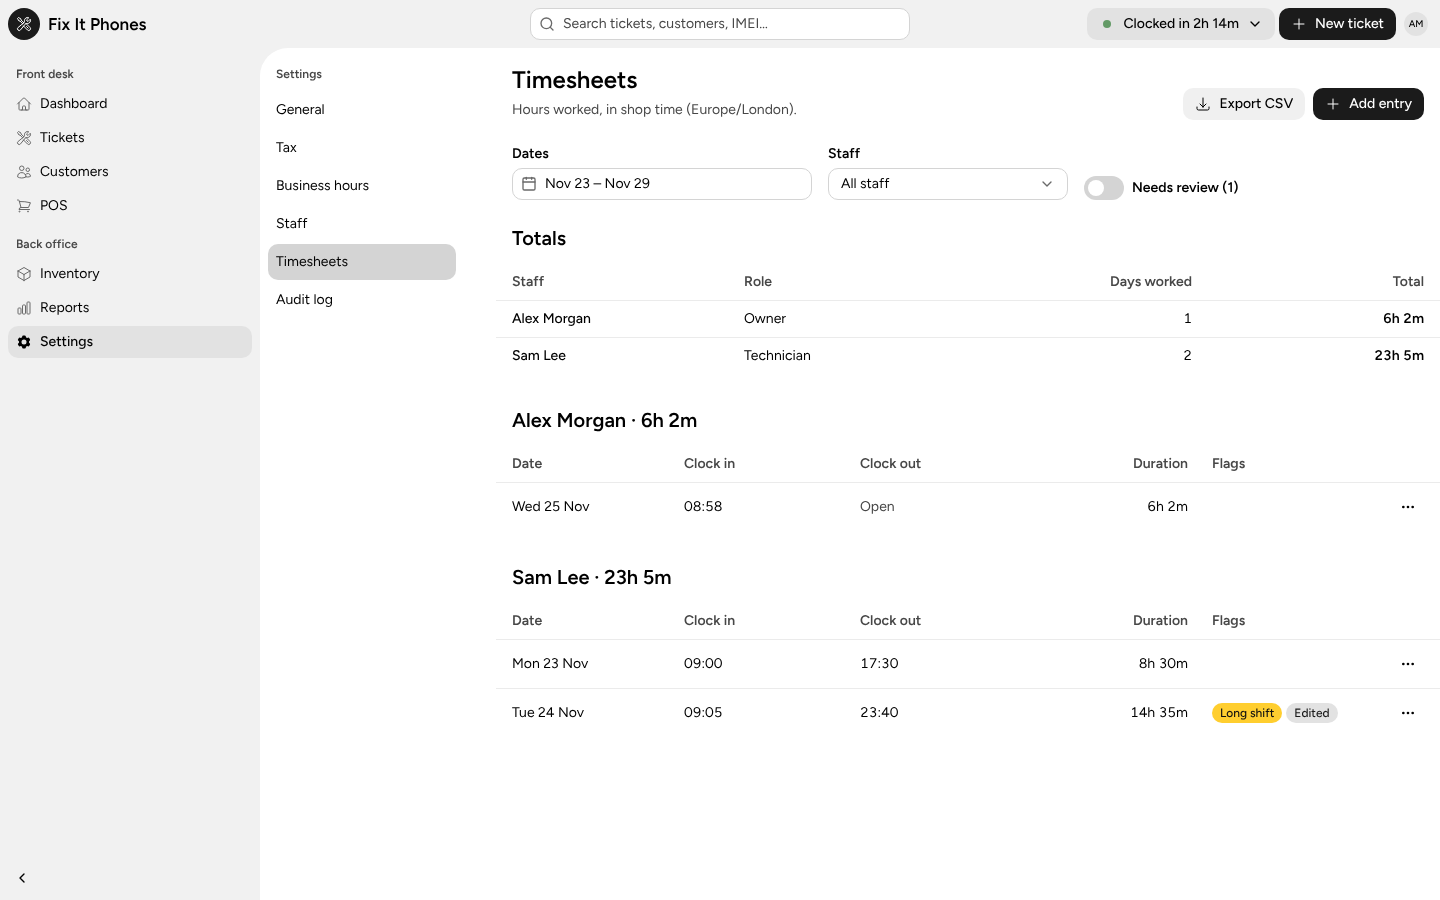 Fix It Phones
Search tickets, customers, IMEI...
Clocked in 2h 14m
New ticket
AM
Front desk
Dashboard
Tickets
Customers
POS
Back office
Inventory
Reports
Settings
Settings
General
Tax
Business hours
Staff
Timesheets
Audit log
Timesheets
Hours worked, in shop time (Europe/London).
Export CSV
Add entry
Dates
Staff
Nov 23 – Nov 29
All staff
Needs review (1)
Totals
Staff Role Days worked Total
Alex Morgan Owner 1 6h 2m
Sam Lee Technician 2 23h 5m
Alex Morgan · 6h 2m
Date Clock in Clock out Duration Flags
Wed 25 Nov 08:58 Open 6h 2m
Sam Lee · 23h 5m
Date Clock in Clock out Duration Flags
Mon 23 Nov 09:00 17:30 8h 30m
Tue 24 Nov 09:05 23:40 14h 35m Long shift Edited